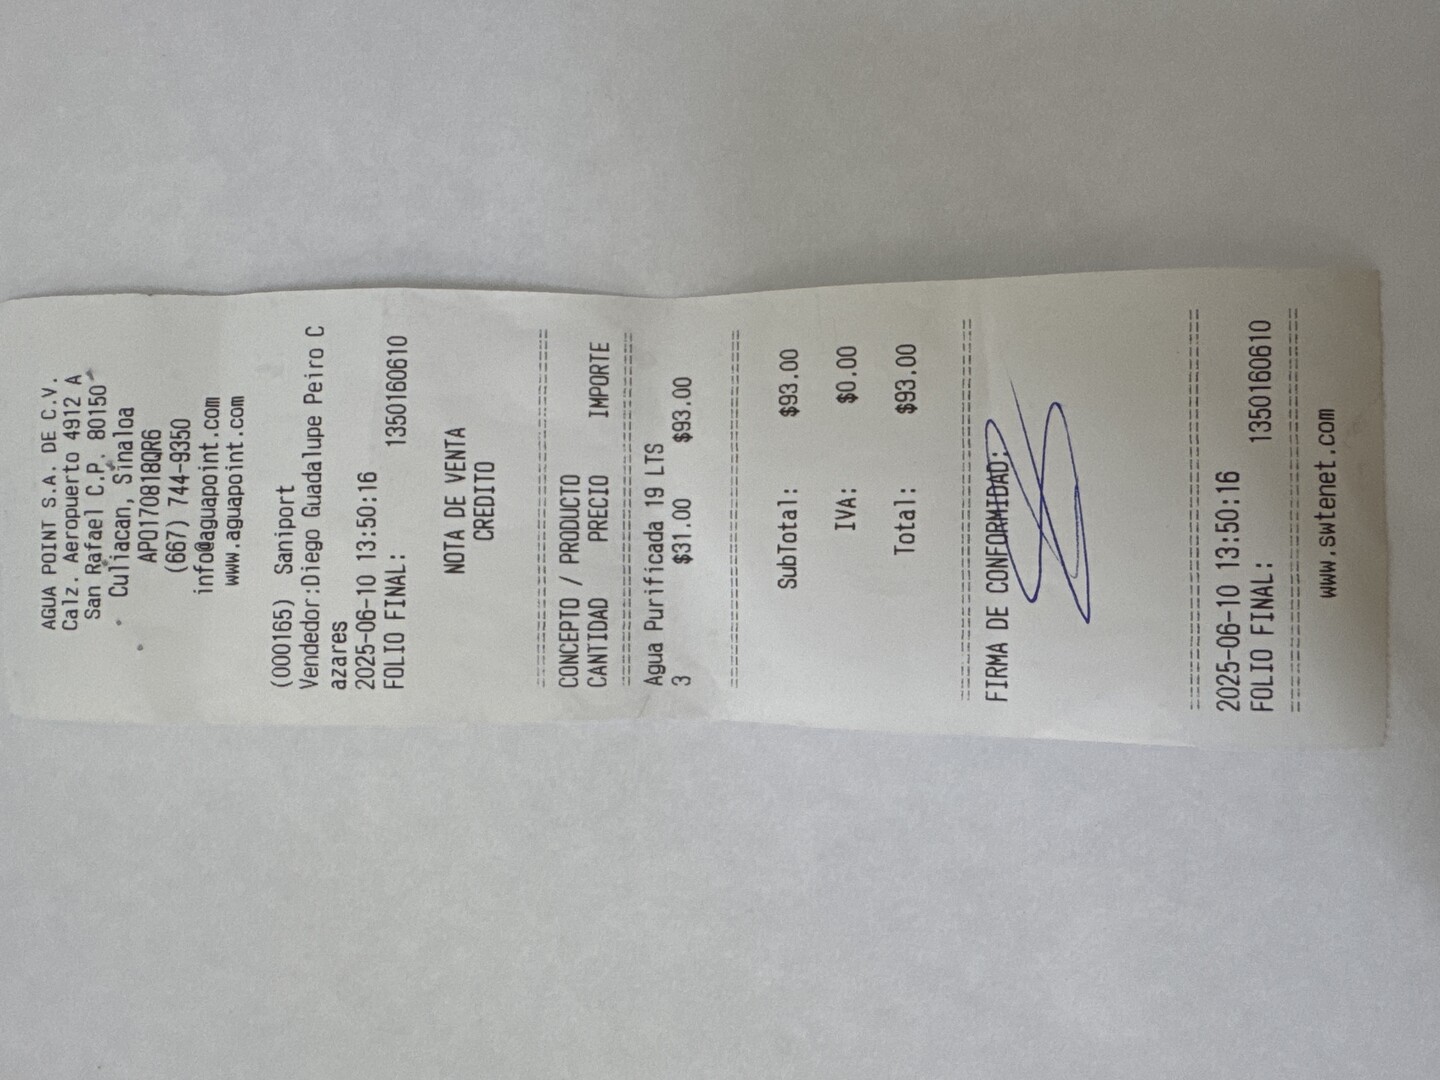 AGUA POINT S.A. DE C.V.
Calz. Aeropuerto 4912 A
San Rafael C.P. 80150
Culiacan, Sinaloa
APO170818QR6
(667) 744-9350
info@aguapoint.com
www.aguapoint.com
(000165) Saniport
Vendedor:Diego Guadalupe Peiro C
azares
2025-06-10 13:50:16
FOLIO FINAL: 1350160610
NOTA DE VENTA
CREDITO
================================
CONCEPTO / PRODUCTO
CANTIDAD PRECIO IMPORTE
================================
Agua Purificada 19 LTS
3 $31.00 $93.00
================================
SubTotal: $93.00
IVA: $0.00
Total: $93.00
================================
FIRMA DE CONFORMIDAD:
================================
2025-06-10 13:50:16
FOLIO FINAL: 1350160610
================================
www.swtenet.com